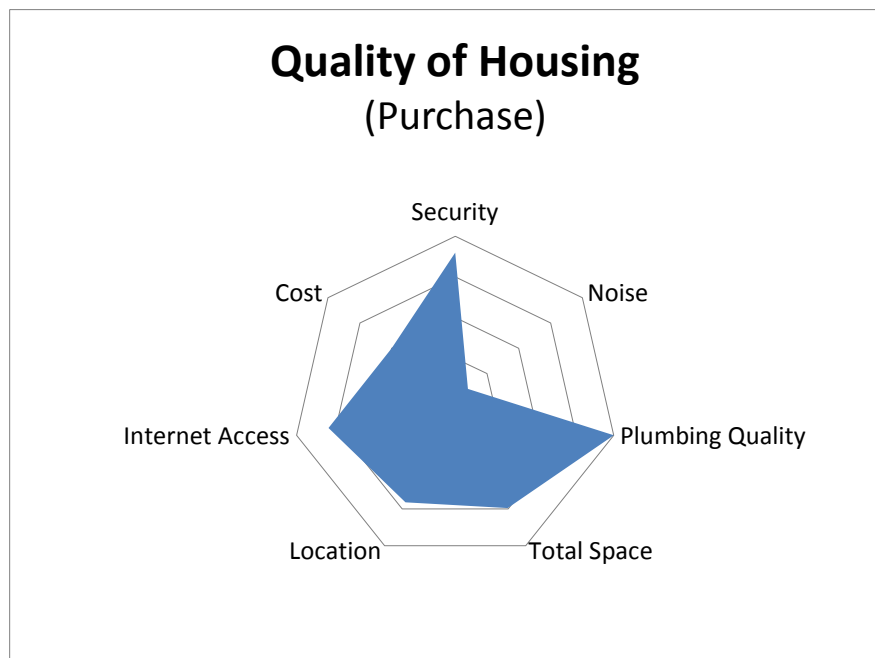 Quality of Housing
(Purchase)
Security
Cost
Noise
Internet Access
Plumbing Quality
Location
Total Space